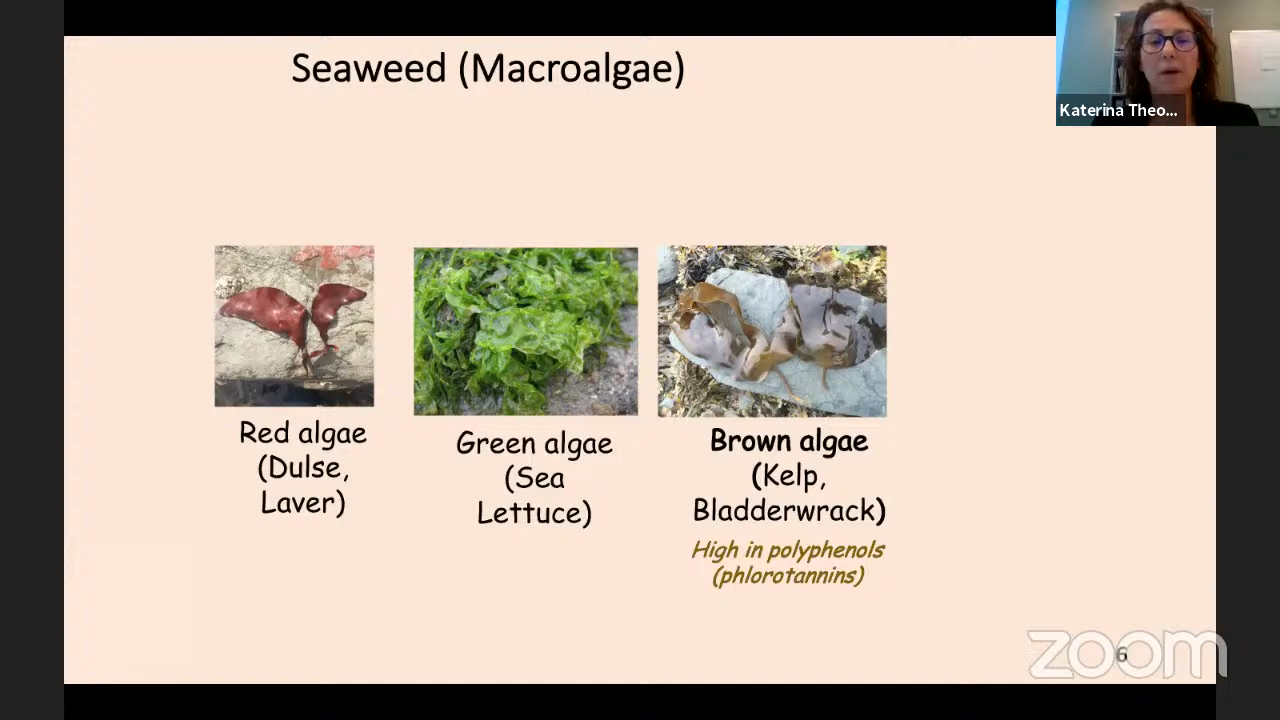 Seaweed (Macroalgae)
Katerina Theo...
Red algae
(Dulse,
Laver)
Green algae
(Sea
Lettuce)
Brown algae
(Kelp,
Bladderwrack)
High in polyphenols
(phlorotannins)
zoom
6